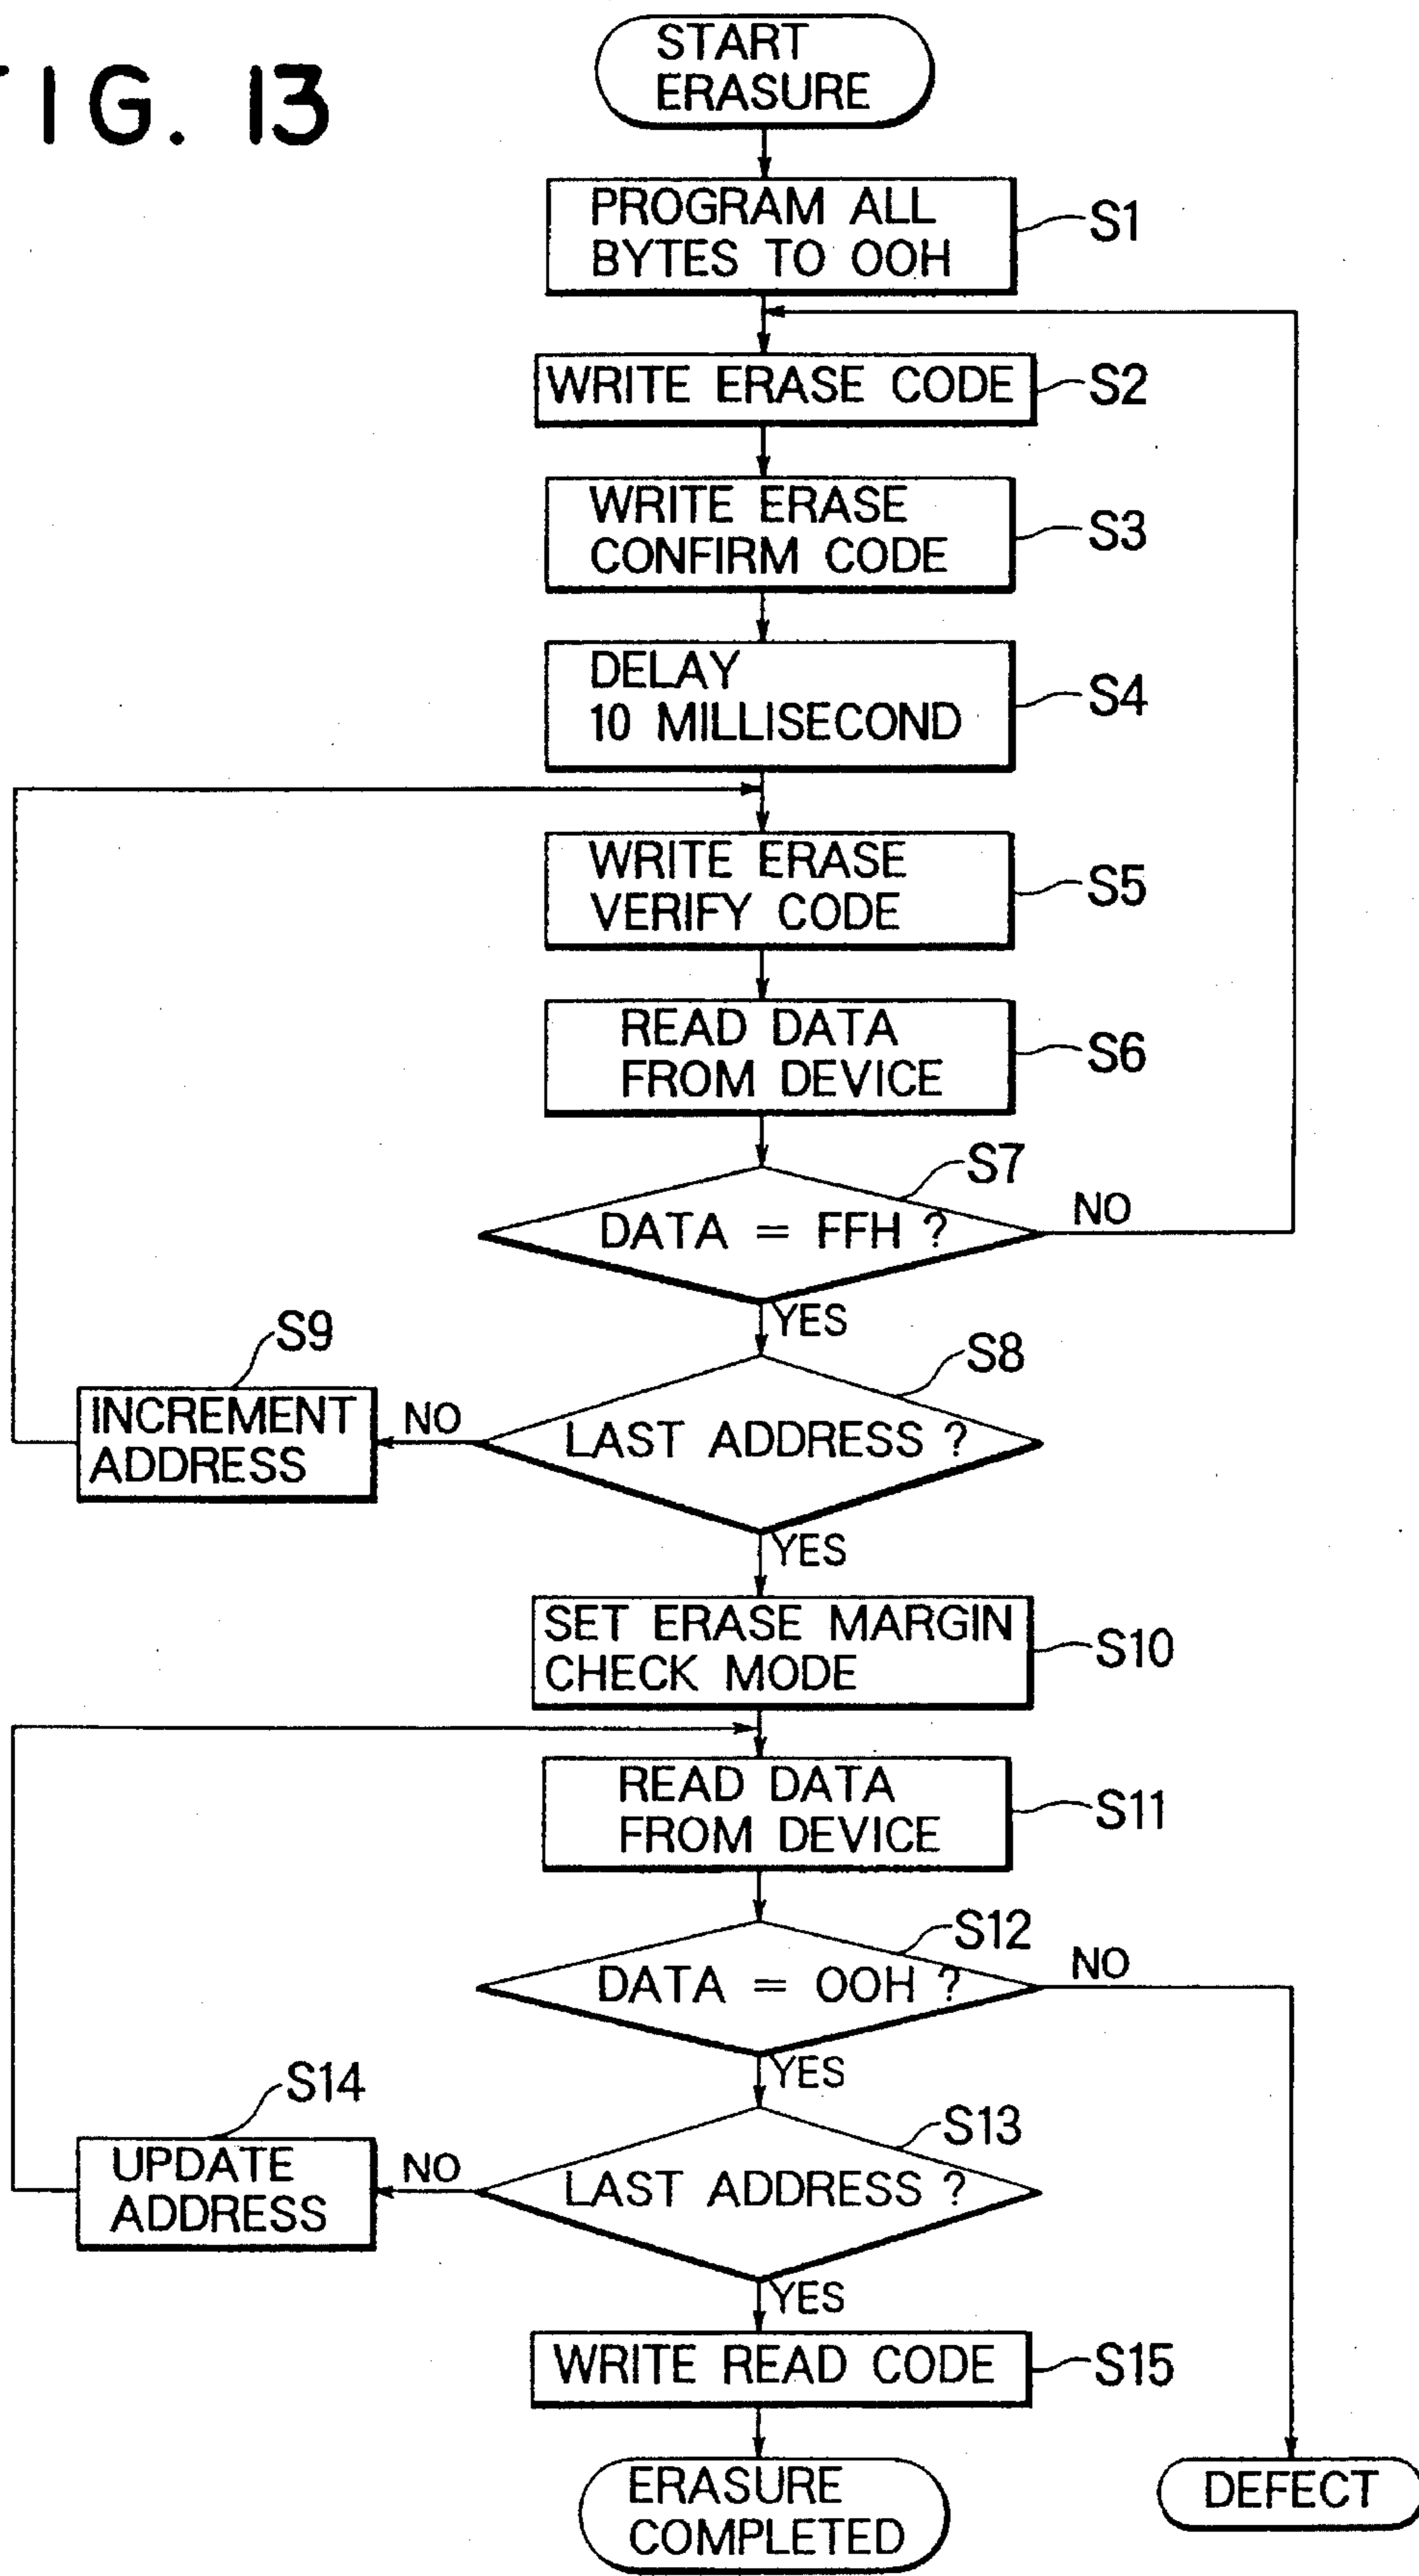 FIG. 13
START
ERASURE
PROGRAM ALL
BYTES TO 00H
S1
WRITE ERASE CODE
S2
WRITE ERASE
CONFIRM CODE
S3
DELAY
10 MILLISECOND
S4
WRITE ERASE
VERIFY CODE
S5
READ DATA
FROM DEVICE
S6
S7
DATA = FFH ?
NO
YES
S9
S8
INCREMENT
ADDRESS
NO
LAST ADDRESS ?
YES
SET ERASE MARGIN
CHECK MODE
S10
READ DATA
FROM DEVICE
S11
S12
DATA = 00H ?
NO
YES
S14
S13
UPDATE
ADDRESS
NO
LAST ADDRESS ?
YES
WRITE READ CODE
S15
ERASURE
COMPLETED
DEFECT